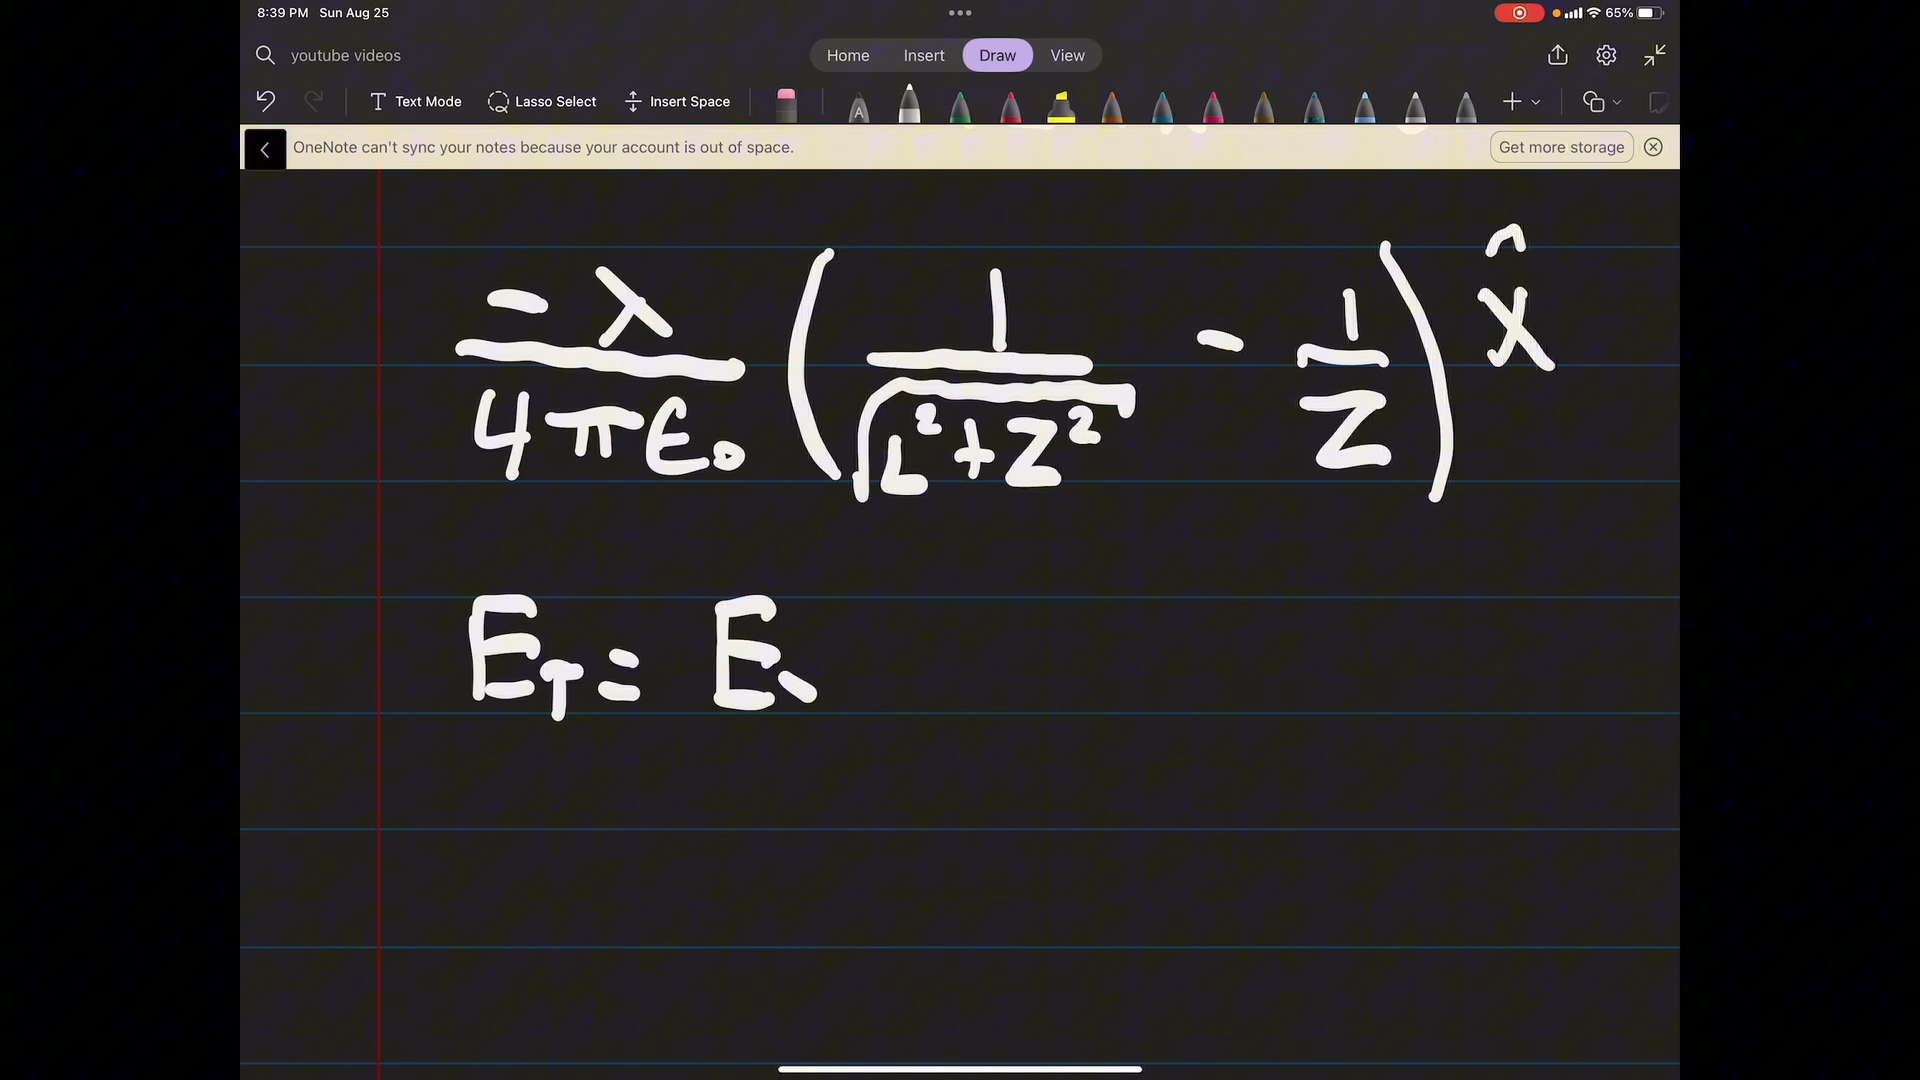 8:39 PM Sun Aug 25
65%
youtube videos
Home Insert Draw View
Text Mode Lasso Select Insert Space
A
OneNote can't sync your notes because your account is out of space.
Get more storage
-λ/4πε₀ (1/√(L²+Z²) - 1/Z) x̂
E_T = E